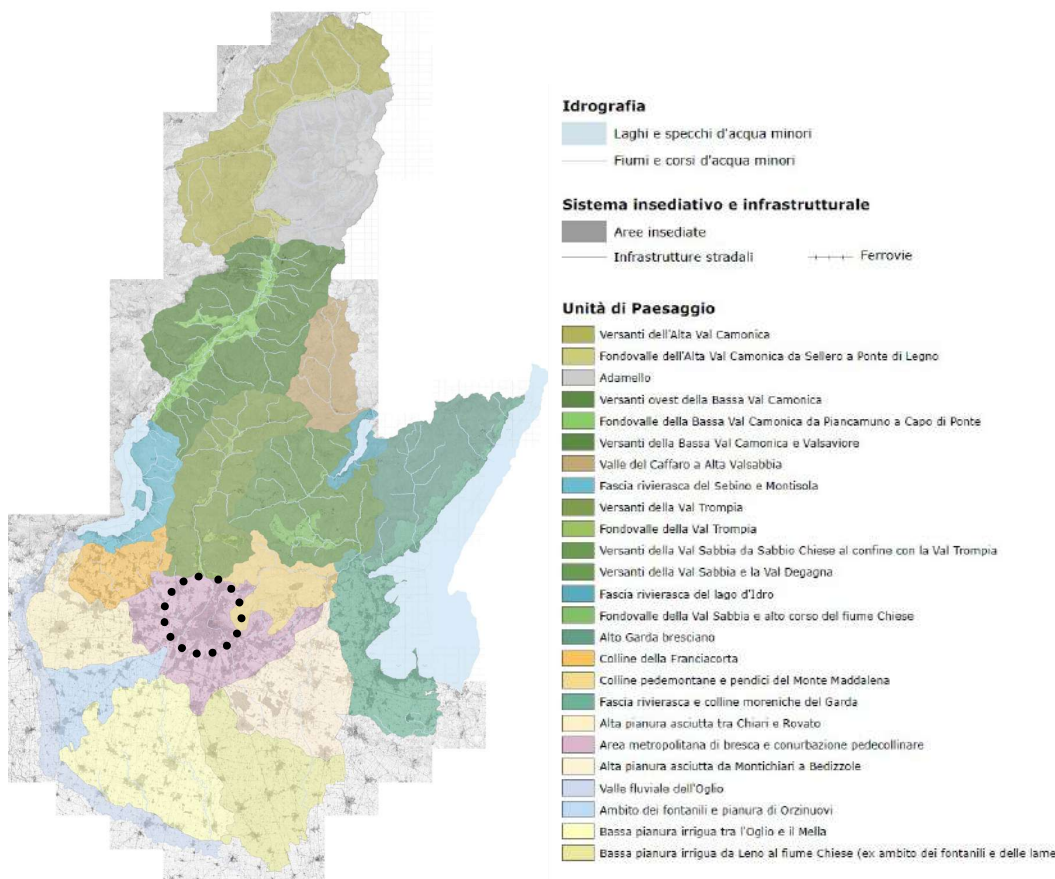 Idrografia
Laghi e specchi d'acqua minori
Fiumi e corsi d'acqua minori
Sistema insediativo e infrastrutturale
Aree insediate
Infrastrutture stradali
Ferrovie
Unità di Paesaggio
Versanti dell'Alta Val Camonica
Fondovalle dell'Alta Val Camonica da Sellero a Ponte di Legno
Adamello
Versanti ovest della Bassa Val Camonica
Fondovalle della Bassa Val Camonica da Piancamuno a Capo di Ponte
Versanti della Bassa Val Camonica e Valsaviore
Valle del Caffaro a Alta Valsabbia
Fascia rivierasca del Sebino e Montisola
Versanti della Val Trompia
Fondovalle della Val Trompia
Versanti della Val Sabbia da Sabbio Chiese al confine con la Val Trompia
Versanti della Val Sabbia e la Val Degagna
Fascia rivierasca del lago d'Idro
Fondovalle della Val Sabbia e alto corso del fiume Chiese
Alto Garda bresciano
Colline della Franciacorta
Colline pedemontane e pendici del Monte Maddalena
Fascia rivierasca e colline moreniche del Garda
Alta pianura asciutta tra Chiari e Rovato
Area metropolitana di bresca e conurbazione pedecollinare
Alta pianura asciutta da Montichiari a Bedizzole
Valle fluviale dell'Oglio
Ambito dei fontanili e pianura di Orzinuovi
Bassa pianura irrigua tra l'Oglio e il Mella
Bassa pianura irrigua da Leno al fiume Chiese (ex ambito dei fontanili e delle lame